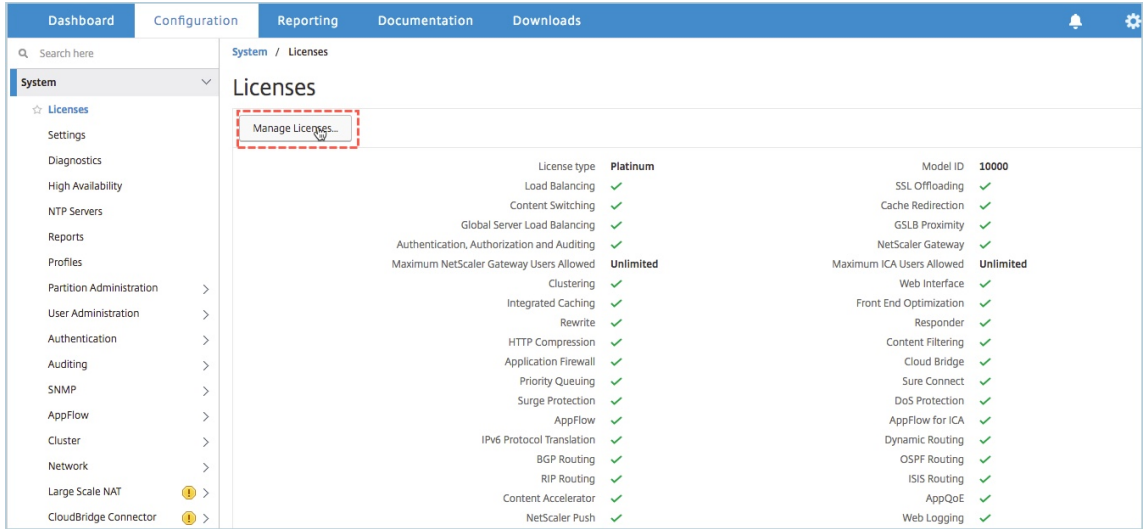 Dashboard Configuration Reporting Documentation Downloads
Search here
System
Licenses
Settings
Diagnostics
High Availability
NTP Servers
Reports
Profiles
Partition Administration
User Administration
Authentication
Auditing
SNMP
AppFlow
Cluster
Network
Large Scale NAT
CloudBridge Connector
System / Licenses
Licenses
Manage Licenses...
License type Platinum Model ID 10000
Load Balancing SSL Offloading
Content Switching Cache Redirection
Global Server Load Balancing GSLB Proximity
Authentication, Authorization and Auditing NetScaler Gateway
Maximum NetScaler Gateway Users Allowed Unlimited Maximum ICA Users Allowed Unlimited
Clustering Web Interface
Integrated Caching Front End Optimization
Rewrite Responder
HTTP Compression Content Filtering
Application Firewall Cloud Bridge
Priority Queuing Sure Connect
Surge Protection DoS Protection
AppFlow AppFlow for ICA
IPv6 Protocol Translation Dynamic Routing
BGP Routing OSPF Routing
RIP Routing ISIS Routing
Content Accelerator AppQoE
NetScaler Push Web Logging